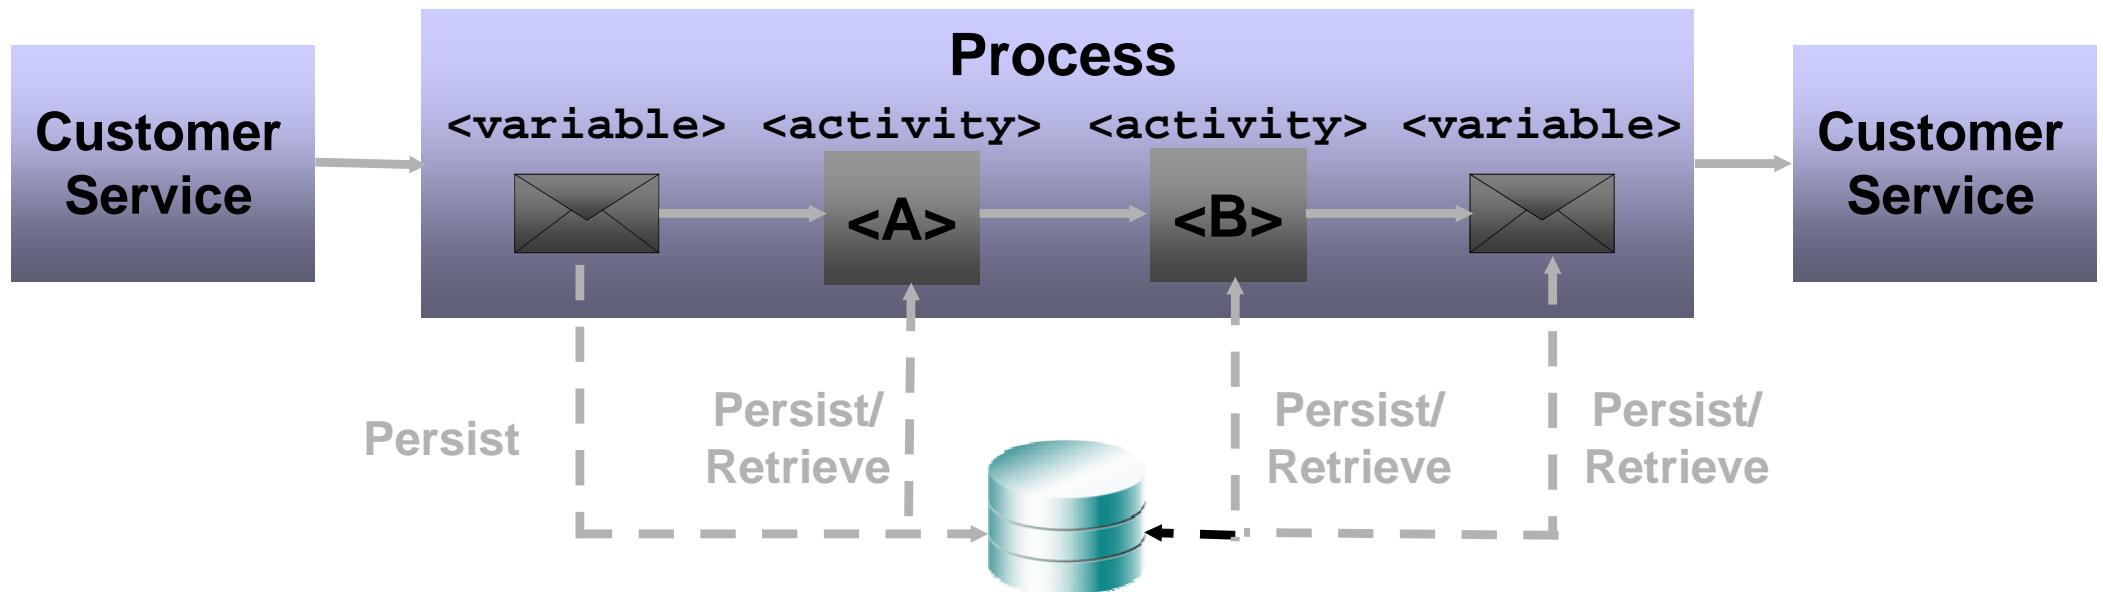 Process
Customer
Service
<variable> <activity> <activity> <variable>
<A>
<B>
Customer
Service
Persist
Persist/
Retrieve
Persist/
Retrieve
Persist/
Retrieve